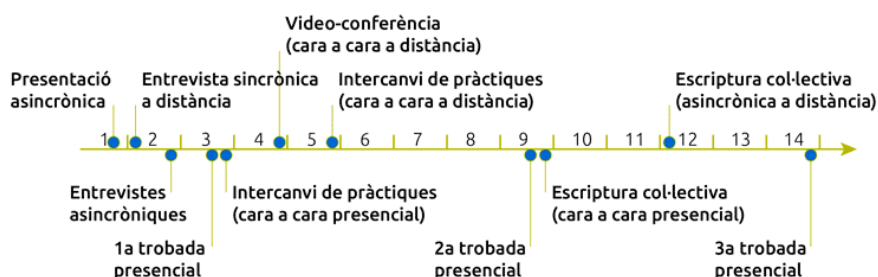 Video-conferència
(cara a cara a distància)
Presentació
asincrònica
Entrevista sincrònica
a distància
Intercanvi de pràctiques
(cara a cara a distància)
Escriptura col·lectiva
(asincrònica a distància)
1 2 3 4 5 6 7 8 9 10 11 12 13 14
Entrevistes
asincròniques
Intercanvi de pràctiques
(cara a cara presencial)
Escriptura col·lectiva
(cara a cara presencial)
1a trobada
presencial
2a trobada
presencial
3a trobada
presencial